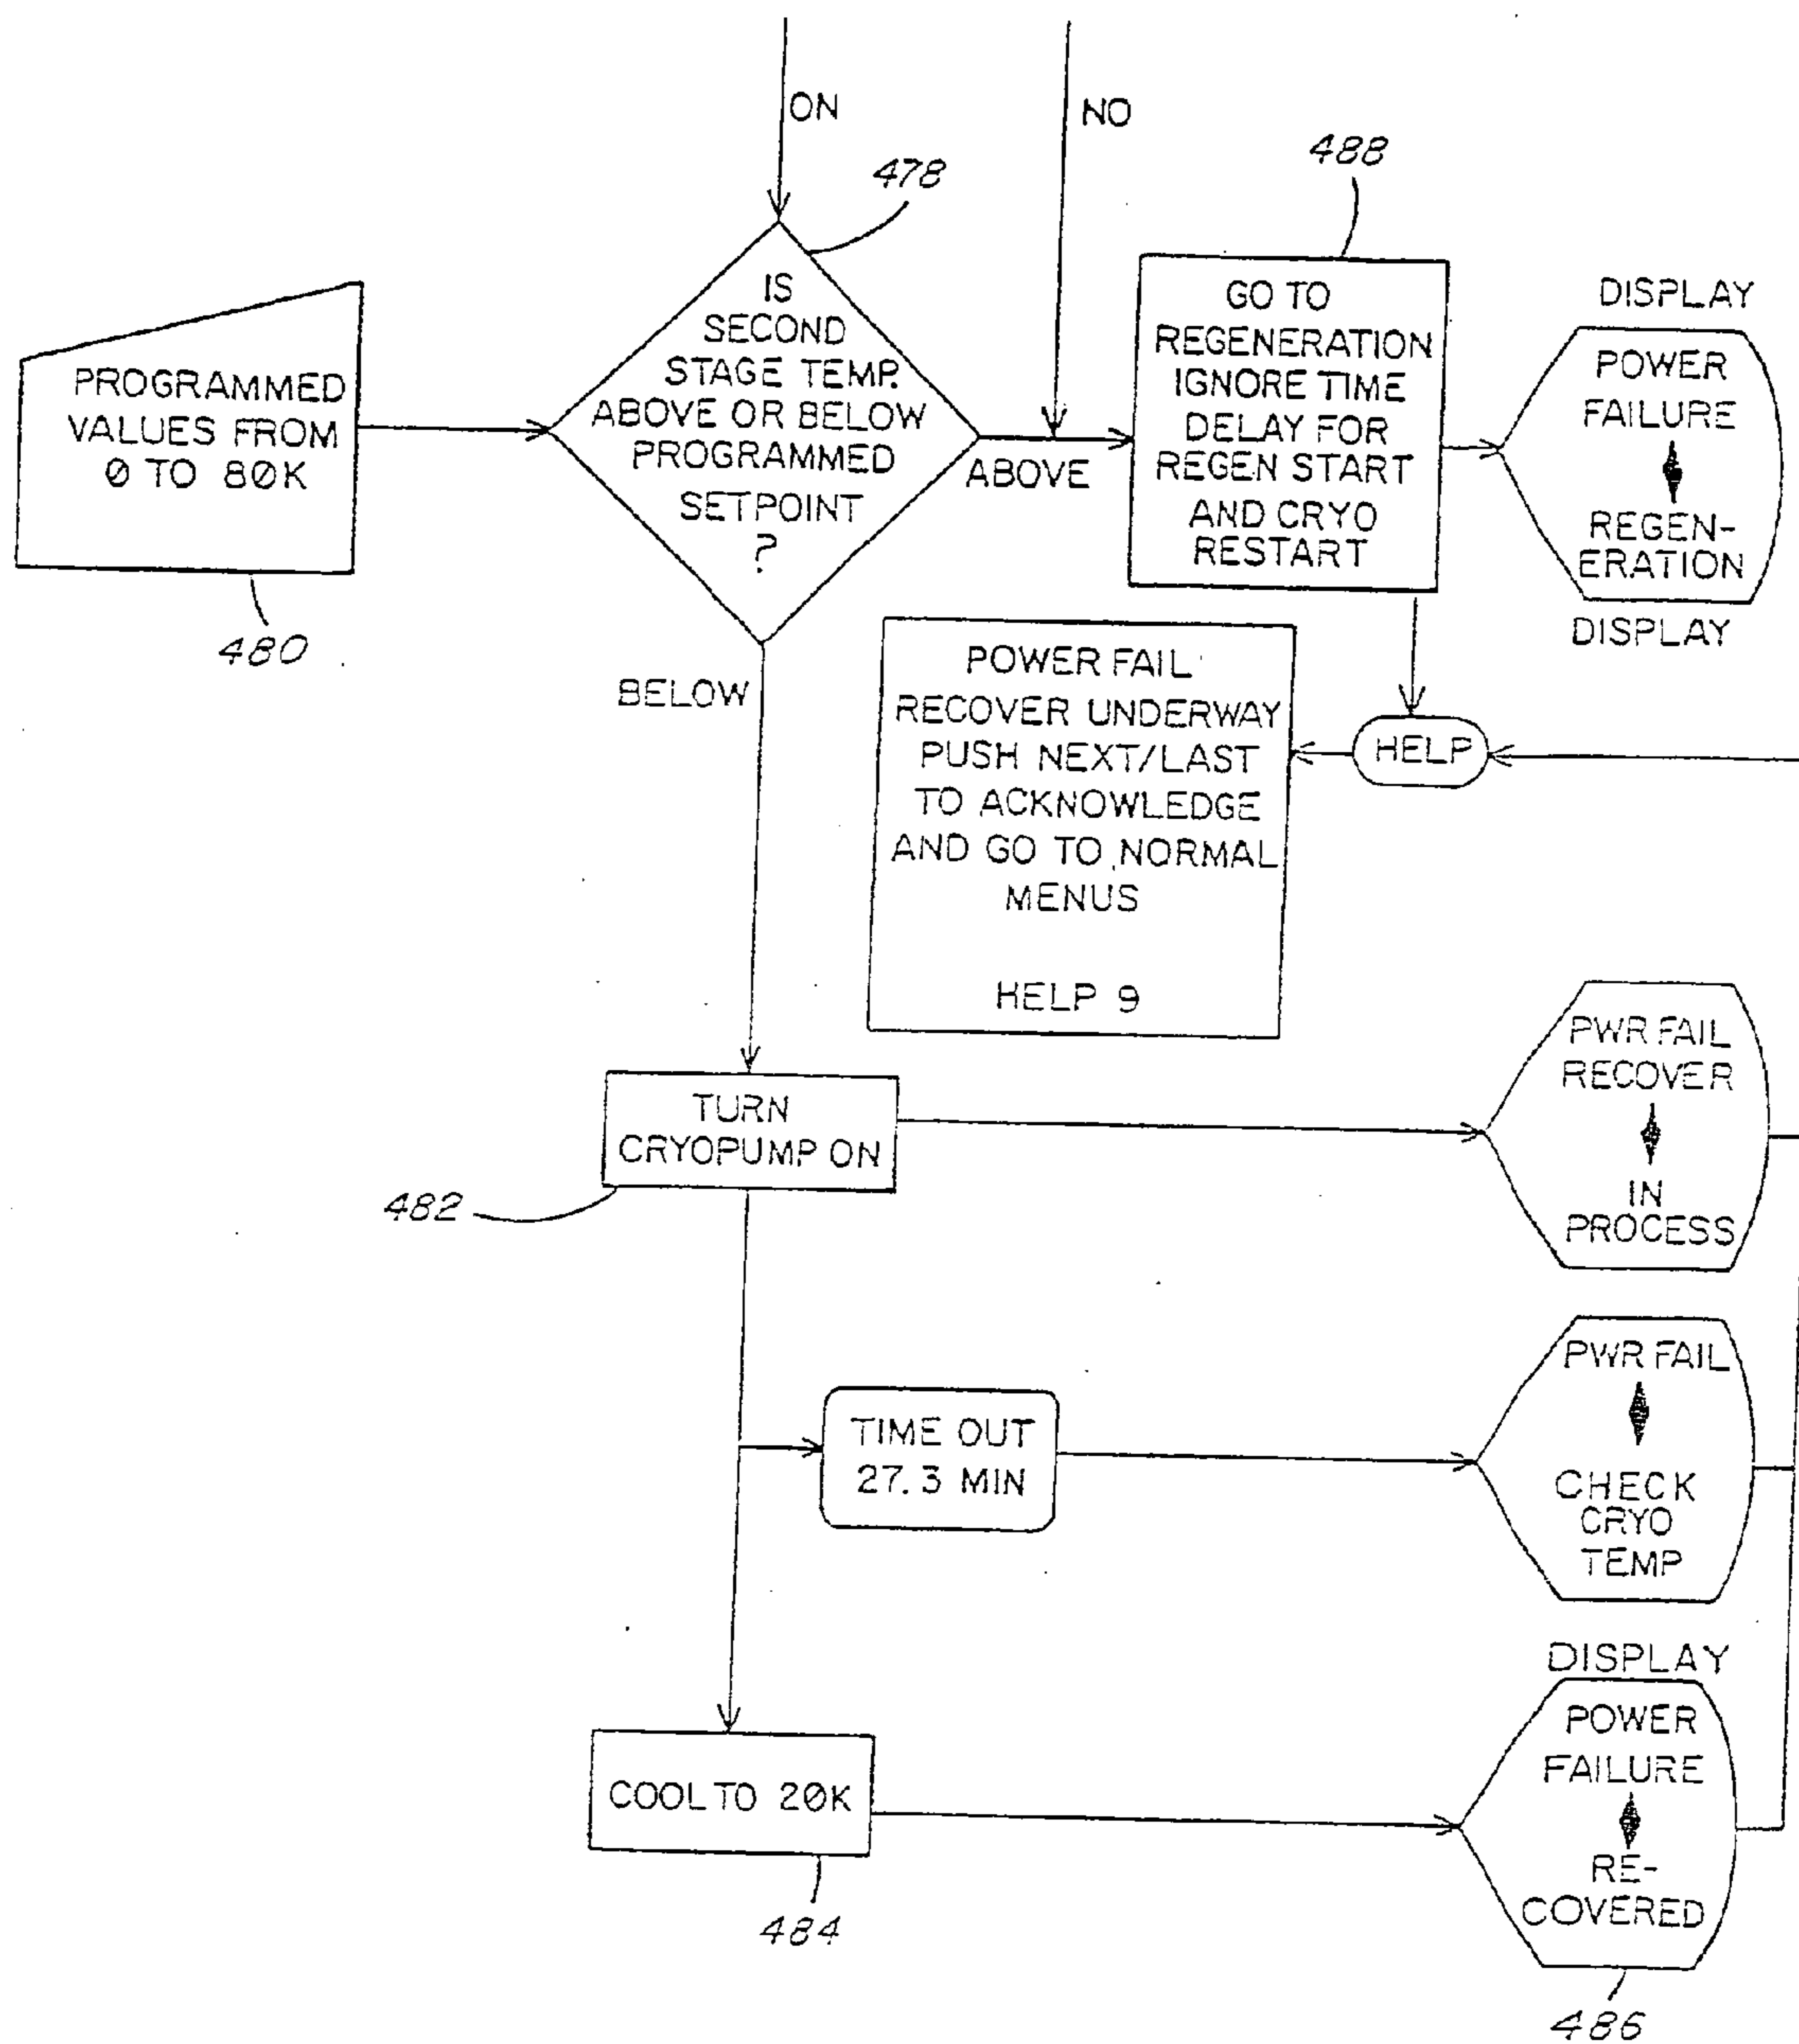 ON
NO
478
488
IS
SECOND
STAGE TEMP.
ABOVE OR BELOW
PROGRAMMED
SETPOINT
?
PROGRAMMED
VALUES FROM
0 TO 80K
480
ABOVE
GO TO
REGENERATION
IGNORE TIME
DELAY FOR
REGEN START
AND CRYO
RESTART
DISPLAY
POWER
FAILURE
REGEN-
ERATION
DISPLAY
BELOW
POWER FAIL
RECOVER UNDERWAY
PUSH NEXT/LAST
TO ACKNOWLEDGE
AND GO TO NORMAL
MENUS
HELP 9
HELP
TURN
CRYOPUMP ON
482
PWR FAIL
RECOVER
IN
PROCESS
TIME OUT
27.3 MIN
PWR FAIL
CHECK
CRYO
TEMP
COOL TO 20K
484
DISPLAY
POWER
FAILURE
RE-
COVERED
486